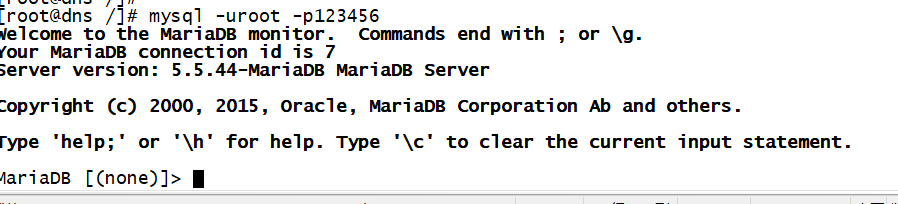 [root@dns /]# mysql -uroot -p123456
Welcome to the MariaDB monitor.  Commands end with ; or \g.
Your MariaDB connection id is 7
Server version: 5.5.44-MariaDB MariaDB Server
Copyright (c) 2000, 2015, Oracle, MariaDB Corporation Ab and others.
Type 'help;' or '\h' for help. Type '\c' to clear the current input statement.
MariaDB [(none)]>